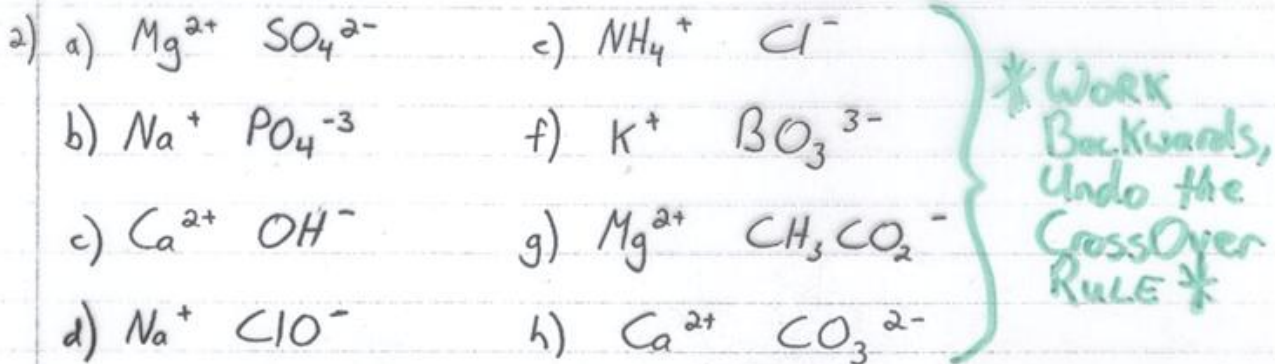 2) a) Mg²⁺ SO₄²⁻
b) Na⁺ PO₄⁻³
c) Ca²⁺ OH⁻
d) Na⁺ ClO⁻
e) NH₄⁺ Cl⁻
f) K⁺ BO₃³⁻
g) Mg²⁺ CH₃CO₂⁻
h) Ca²⁺ CO₃²⁻
* WORK
Backwards,
Undo the
CrossOver
RULE *